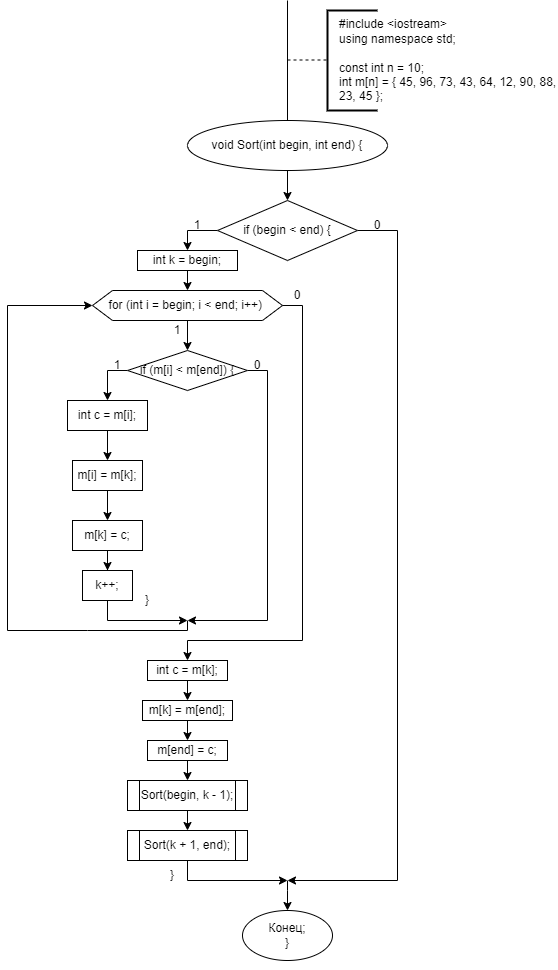 #include <iostream>
using namespace std;
const int n = 10;
int m[n] = { 45, 96, 73, 43, 64, 12, 90, 88,
23, 45 };
void Sort(int begin, int end) {
if (begin < end) {
1
0
int k = begin;
for (int i = begin; i < end; i++)
0
1
if (m[i] < m[end]) {
1
0
int c = m[i];
m[i] = m[k];
m[k] = c;
k++;
}
int c = m[k];
m[k] = m[end];
m[end] = c;
Sort(begin, k - 1);
Sort(k + 1, end);
}
Конец;
}